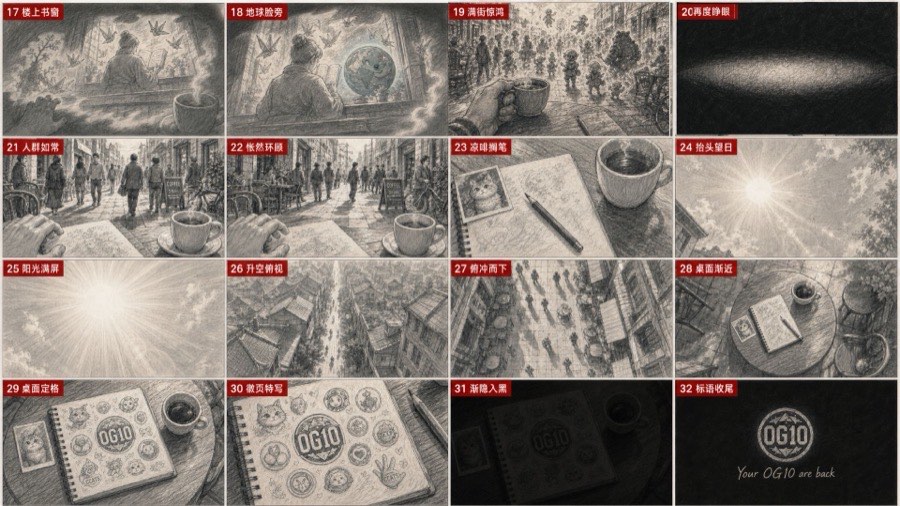 17 楼上书窗
18 地球脸旁
19 满街惊鸿
20再度睁眼
21 人群如常
22 怅然环顾
23 凉啡搁笔
24 抬头望日
25 阳光满屏
26 升空俯视
27 俯冲而下
28 桌面渐近
29 桌面定格
OG10
30 徽页特写
OG10
31 渐隐入黑
OG10
32 标语收尾
OG10
Your OG10 are back